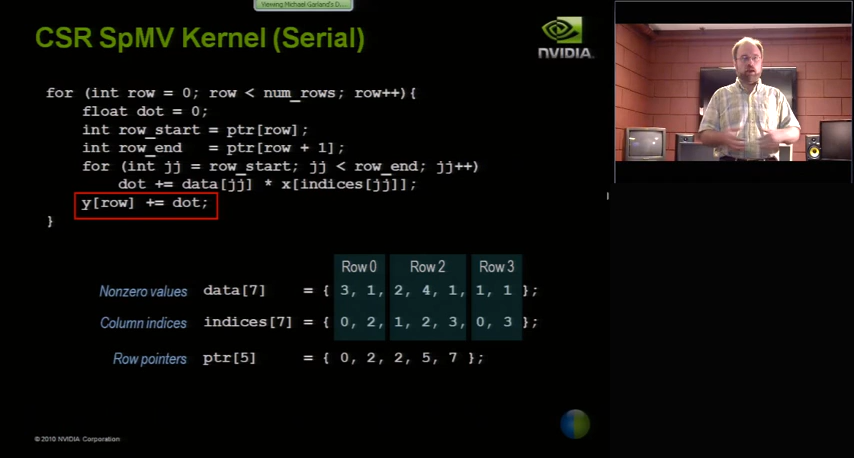 Viewing Michael Garland's D...
CSR SpMV Kernel (Serial)
NVIDIA.
for (int row = 0; row < num_rows; row++){
float dot = 0;
int row_start = ptr[row];
int row_end = ptr[row + 1];
for (int jj = row_start; jj < row_end; jj++)
dot += data[jj] * x[indices[jj]];
y[row] += dot;
}
Row 0 Row 2 Row 3
Nonzero values data[7] = { 3, 1, 2, 4, 1, 1, 1 };
Column indices indices[7] = { 0, 2, 1, 2, 3, 0, 3 };
Row pointers ptr[5] = { 0, 2, 2, 5, 7 };
© 2010 NVIDIA Corporation